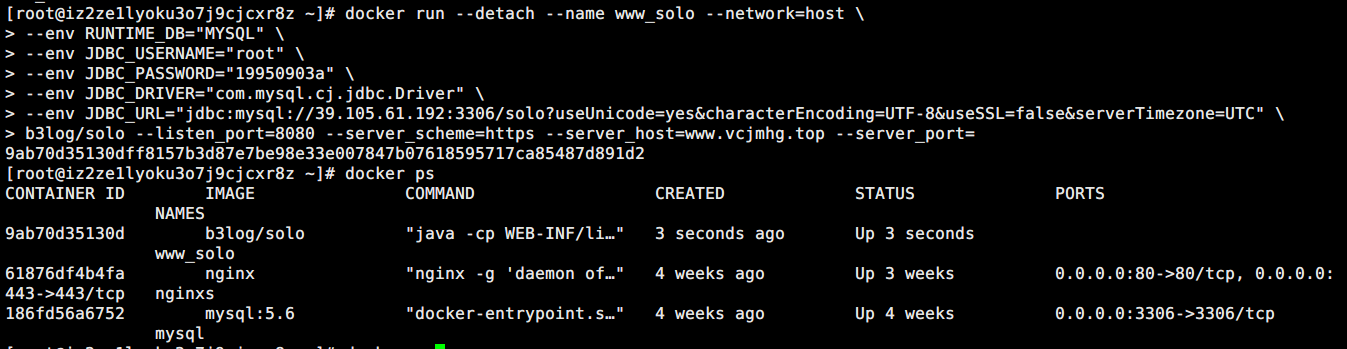 [root@iz2ze1lyoku3o7j9cjcxr8z ~]# docker run --detach --name www_solo --network=host \
> --env RUNTIME_DB="MYSQL" \
> --env JDBC_USERNAME="root" \
> --env JDBC_PASSWORD="19950903a" \
> --env JDBC_DRIVER="com.mysql.cj.jdbc.Driver" \
> --env JDBC_URL="jdbc:mysql://39.105.61.192:3306/solo?useUnicode=yes&characterEncoding=UTF-8&useSSL=false&serverTimezone=UTC" \
> b3log/solo --listen_port=8080 --server_scheme=https --server_host=www.vcjmhg.top --server_port=
9ab70d35130dff8157b3d87e7be98e33e007847b07618595717ca85487d891d2
[root@iz2ze1lyoku3o7j9cjcxr8z ~]# docker ps
CONTAINER ID IMAGE COMMAND CREATED STATUS PORTS
NAMES
9ab70d35130d b3log/solo "java -cp WEB-INF/li…" 3 seconds ago Up 3 seconds
www_solo
61876df4b4fa nginx "nginx -g 'daemon of…" 4 weeks ago Up 3 weeks 0.0.0.0:80->80/tcp, 0.0.0.0:
443->443/tcp nginxs
186fd56a6752 mysql:5.6 "docker-entrypoint.s…" 4 weeks ago Up 4 weeks 0.0.0.0:3306->3306/tcp
mysql